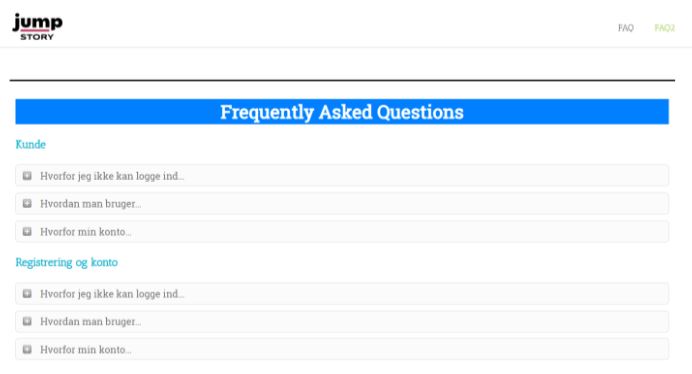 jump
STORY
FAQ FAQ2
Frequently Asked Questions
Kunde
Hvorfor jeg ikke kan logge ind...
Hvordan man bruger...
Hvorfor min konto...
Registrering og konto
Hvorfor jeg ikke kan logge ind...
Hvordan man bruger...
Hvorfor min konto...